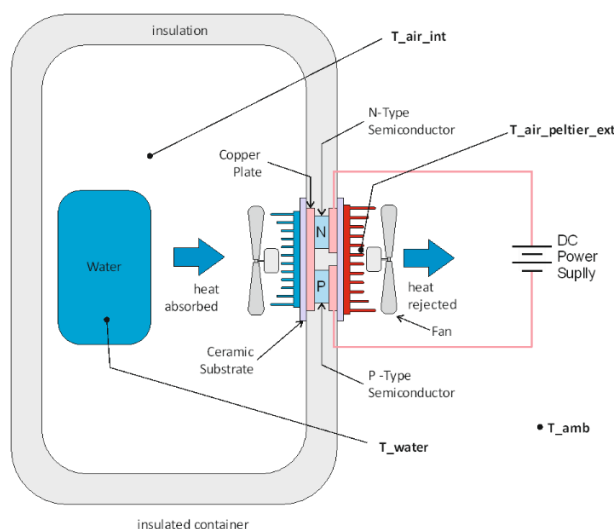 insulation
T_air_int
N-Type
Semiconductor
T_air_peltier_ext
Copper
Plate
N
Water
heat
absorbed
P
heat
rejected
DC
Power
Suplly
Fan
Ceramic
Substrate
P -Type
Semiconductor
T_amb
T_water
insulated container